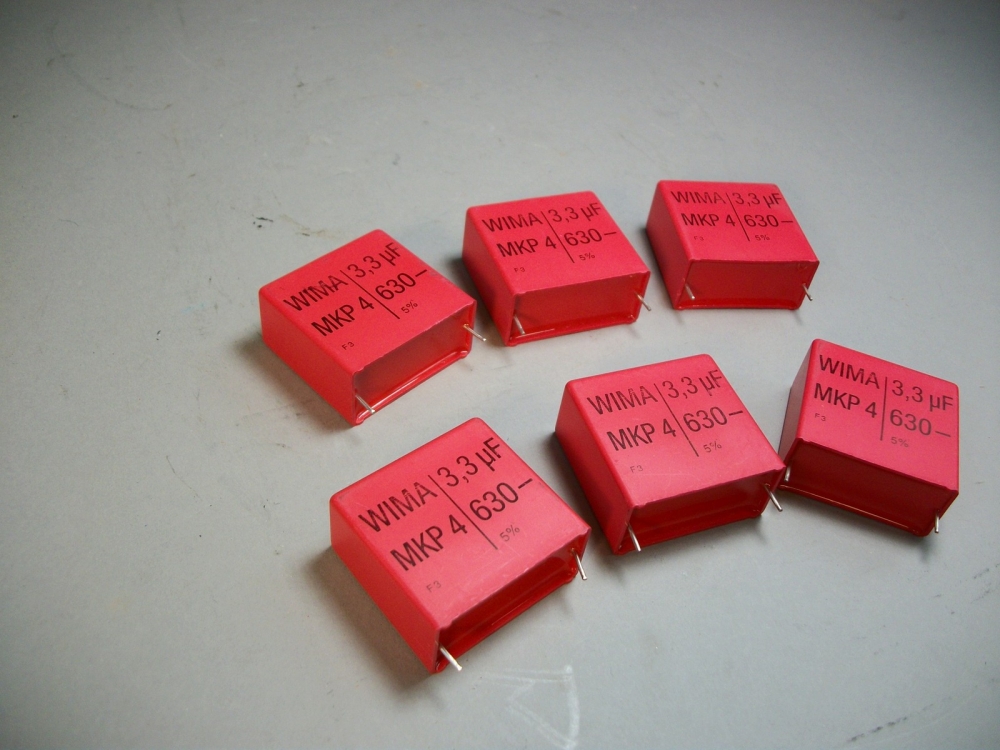 WIMA 3,3 µF
MKP 4 630–
F3 5%
WIMA 3,3 µF
MKP 4 630–
F3 5%
WIMA 3,3 µF
MKP 4 630–
F3 5%
WIMA 3,3 µF
MKP 4 630–
F3 5%
WIMA 3,3 µF
MKP 4 630–
F3 5%
WIMA 3,3 µF
MKP 4 630–
F3 5%